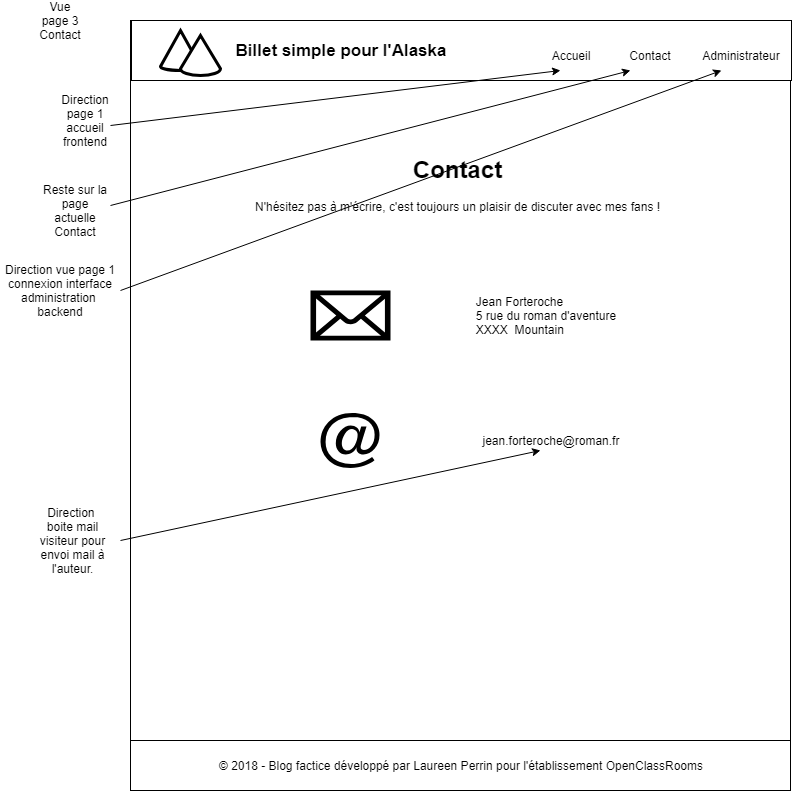 Vue
page 3
Contact
Billet simple pour l'Alaska
Accueil
Contact
Administrateur
Direction
page 1
accueil
frontend
Contact
Reste sur la
page
actuelle
Contact
N'hésitez pas à m'écrire, c'est toujours un plaisir de discuter avec mes fans !
Direction vue page 1
connexion interface
administration
backend
Jean Forteroche
5 rue du roman d'aventure
XXXX  Mountain
@
jean.forteroche@roman.fr
Direction
boite mail
visiteur pour
envoi mail à
l'auteur.
© 2018 - Blog factice développé par Laureen Perrin pour l'établissement OpenClassRooms